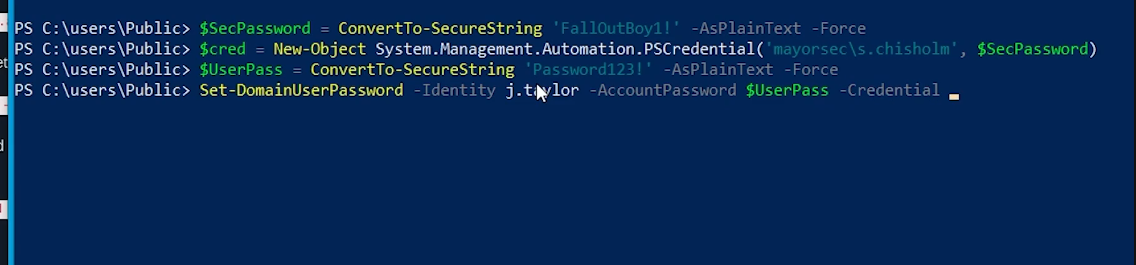 PS C:\users\Public> $SecPassword = ConvertTo-SecureString 'FallOutBoy1!' -AsPlainText -Force
PS C:\users\Public> $cred = New-Object System.Management.Automation.PSCredential('mayorsec\s.chisholm', $SecPassword)
PS C:\users\Public> $UserPass = ConvertTo-SecureString 'Password123!' -AsPlainText -Force
PS C:\users\Public> Set-DomainUserPassword -Identity j.taylor -AccountPassword $UserPass -Credential